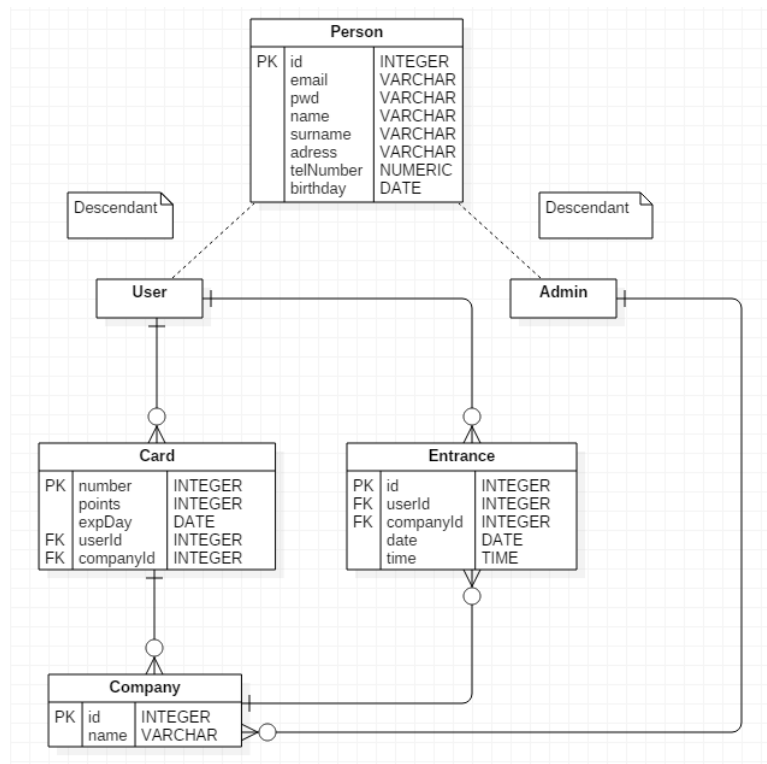 Person
PK id INTEGER
email VARCHAR
pwd VARCHAR
name VARCHAR
surname VARCHAR
adress VARCHAR
telNumber NUMERIC
birthday DATE
Descendant
Descendant
User
Admin
Card
PK number INTEGER
points INTEGER
expDay DATE
FK userId INTEGER
FK companyId INTEGER
Entrance
PK id INTEGER
FK userId INTEGER
FK companyId INTEGER
date DATE
time TIME
Company
PK id INTEGER
name VARCHAR